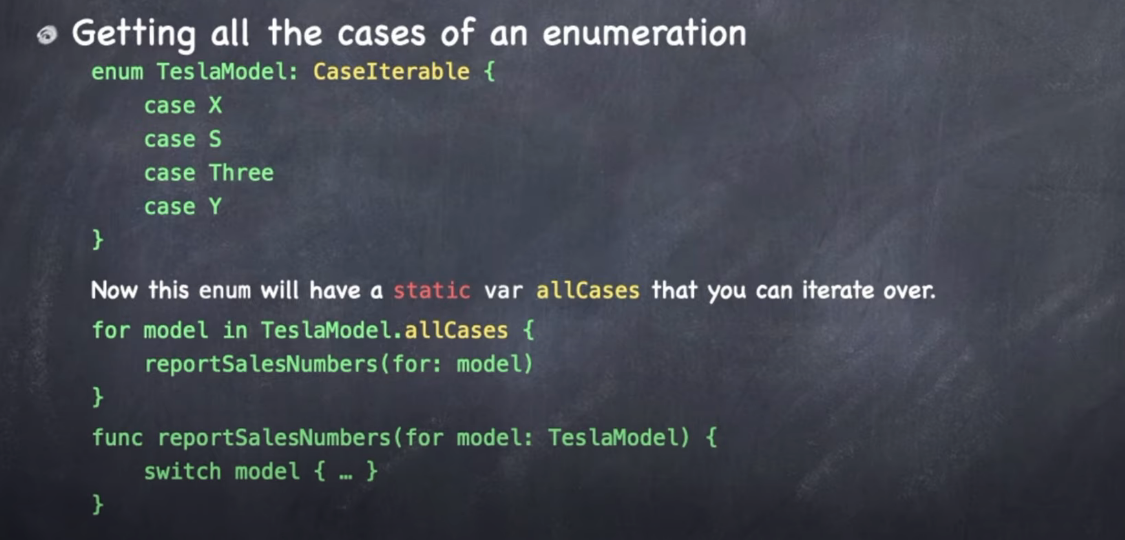 Getting all the cases of an enumeration
enum TeslaModel: CaseIterable {
    case X
    case S
    case Three
    case Y
}
Now this enum will have a static var allCases that you can iterate over.
for model in TeslaModel.allCases {
    reportSalesNumbers(for: model)
}
func reportSalesNumbers(for model: TeslaModel) {
    switch model { … }
}